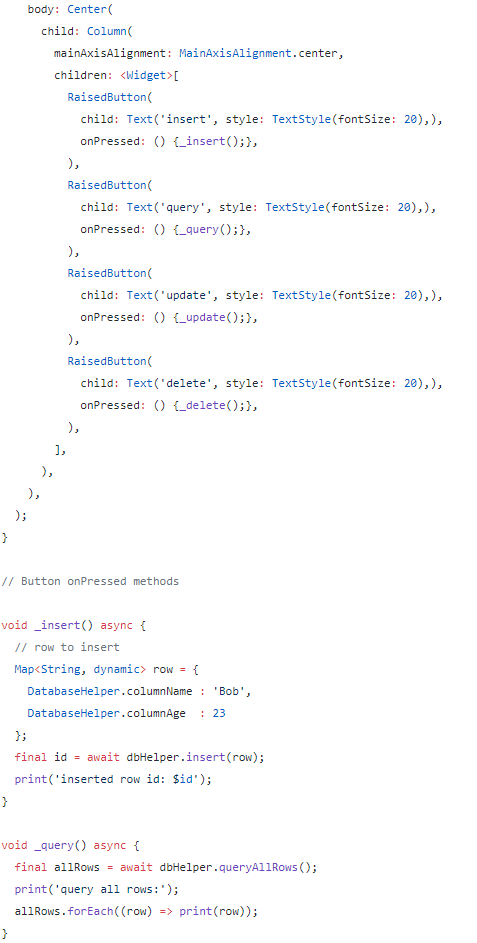 body: Center(
      child: Column(
        mainAxisAlignment: MainAxisAlignment.center,
        children: <Widget>[
          RaisedButton(
            child: Text('insert', style: TextStyle(fontSize: 20),),
            onPressed: () {_insert();},
          ),
          RaisedButton(
            child: Text('query', style: TextStyle(fontSize: 20),),
            onPressed: () {_query();},
          ),
          RaisedButton(
            child: Text('update', style: TextStyle(fontSize: 20),),
            onPressed: () {_update();},
          ),
          RaisedButton(
            child: Text('delete', style: TextStyle(fontSize: 20),),
            onPressed: () {_delete();},
          ),
        ],
      ),
    ),
  );
}

// Button onPressed methods

void _insert() async {
  // row to insert
  Map<String, dynamic> row = {
    DatabaseHelper.columnName : 'Bob',
    DatabaseHelper.columnAge  : 23
  };
  final id = await dbHelper.insert(row);
  print('inserted row id: $id');
}

void _query() async {
  final allRows = await dbHelper.queryAllRows();
  print('query all rows:');
  allRows.forEach((row) => print(row));
}